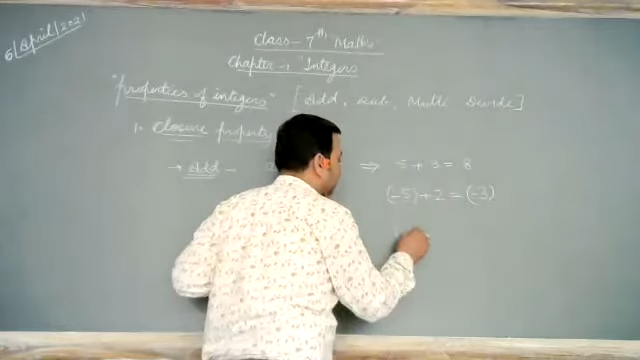 6/April/2021
Class - 7th Maths
Chapter - 1 "Integers"
"properties of integers" [Add, sub, Multi Devide]
1. Closure property
→ Add -
⇒ 5 + 3 = 8
(-5) + 2 = (-3)